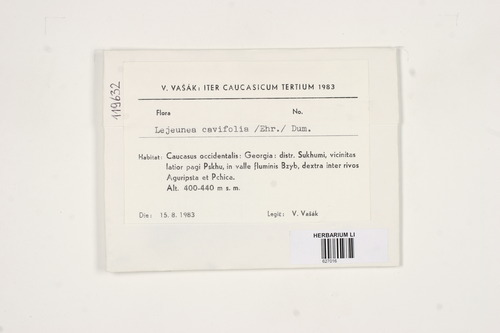 119632
V. VAŠÁK: ITER CAUCASICUM TERTIUM 1983
Flora No.
Lejeunea cavifolia /Ehr./ Dum.
Habitat: Caucasus occidentalis: Georgia: distr. Sukhumi, vicinitas
latior pagi Pskhu, in valle fluminis Bzyb, dextra inter rivos
Aguripsta et Pchica.
Alt. 400-440 m s. m.
Die: 15. 8. 1983 Legit: V. Vašák
HERBARIUM LI
627016